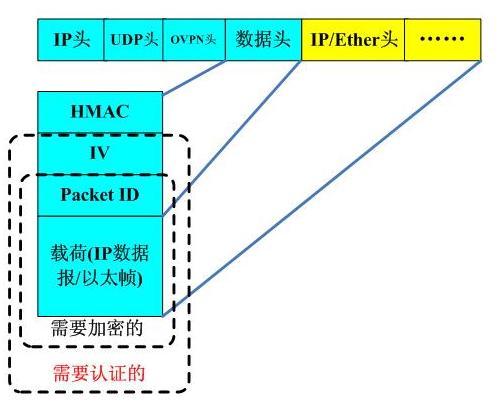 IP头 UDP头 OVPN头 数据头 IP/Ether头 ……
HMAC
IV
Packet ID
载荷(IP数据
报/以太帧)
需要加密的
需要认证的